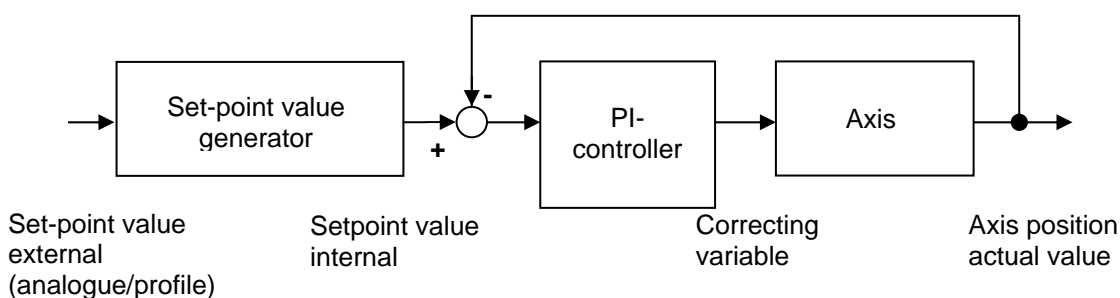 Set-point value
generator
-
+
PI-
controller
Axis
Set-point value
external
(analogue/profile)
Setpoint value
internal
Correcting
variable
Axis position
actual value